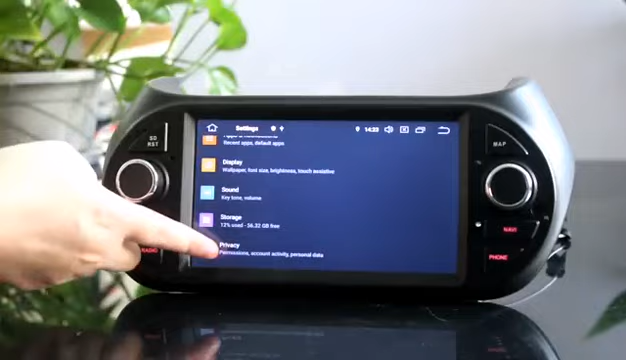 SD
RST
Settings
14:23
MAP
Recent apps, default apps
Display
Wallpaper, font size, brightness, touch assistive
Sound
Key tone, volume
Storage
12% used - 56.32 GB free
NAVI
Privacy
Permissions, account activity, personal data
RADIO
PHONE